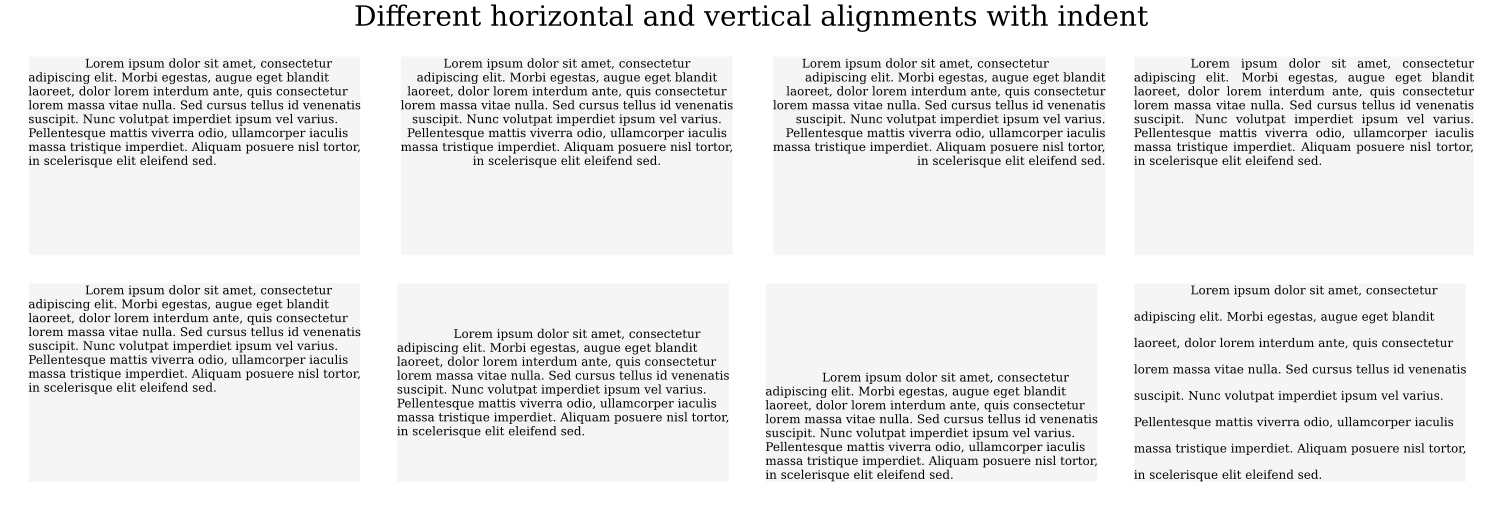 Different horizontal and vertical alignments with indent
Lorem ipsum dolor sit amet, consectetur
adipiscing elit. Morbi egestas, augue eget blandit
laoreet, dolor lorem interdum ante, quis consectetur
lorem massa vitae nulla. Sed cursus tellus id venenatis
suscipit. Nunc volutpat imperdiet ipsum vel varius.
Pellentesque mattis viverra odio, ullamcorper iaculis
massa tristique imperdiet. Aliquam posuere nisl tortor,
in scelerisque elit eleifend sed.
Lorem ipsum dolor sit amet, consectetur
adipiscing elit. Morbi egestas, augue eget blandit
laoreet, dolor lorem interdum ante, quis consectetur
lorem massa vitae nulla. Sed cursus tellus id venenatis
suscipit. Nunc volutpat imperdiet ipsum vel varius.
Pellentesque mattis viverra odio, ullamcorper iaculis
massa tristique imperdiet. Aliquam posuere nisl tortor,
in scelerisque elit eleifend sed.
Lorem ipsum dolor sit amet, consectetur
adipiscing elit. Morbi egestas, augue eget blandit
laoreet, dolor lorem interdum ante, quis consectetur
lorem massa vitae nulla. Sed cursus tellus id venenatis
suscipit. Nunc volutpat imperdiet ipsum vel varius.
Pellentesque mattis viverra odio, ullamcorper iaculis
massa tristique imperdiet. Aliquam posuere nisl tortor,
in scelerisque elit eleifend sed.
Lorem ipsum dolor sit amet, consectetur
adipiscing elit. Morbi egestas, augue eget blandit
laoreet, dolor lorem interdum ante, quis consectetur
lorem massa vitae nulla. Sed cursus tellus id venenatis
suscipit. Nunc volutpat imperdiet ipsum vel varius.
Pellentesque mattis viverra odio, ullamcorper iaculis
massa tristique imperdiet. Aliquam posuere nisl tortor,
in scelerisque elit eleifend sed.
Lorem ipsum dolor sit amet, consectetur
adipiscing elit. Morbi egestas, augue eget blandit
laoreet, dolor lorem interdum ante, quis consectetur
lorem massa vitae nulla. Sed cursus tellus id venenatis
suscipit. Nunc volutpat imperdiet ipsum vel varius.
Pellentesque mattis viverra odio, ullamcorper iaculis
massa tristique imperdiet. Aliquam posuere nisl tortor,
in scelerisque elit eleifend sed.
Lorem ipsum dolor sit amet, consectetur
adipiscing elit. Morbi egestas, augue eget blandit
laoreet, dolor lorem interdum ante, quis consectetur
lorem massa vitae nulla. Sed cursus tellus id venenatis
suscipit. Nunc volutpat imperdiet ipsum vel varius.
Pellentesque mattis viverra odio, ullamcorper iaculis
massa tristique imperdiet. Aliquam posuere nisl tortor,
in scelerisque elit eleifend sed.
Lorem ipsum dolor sit amet, consectetur
adipiscing elit. Morbi egestas, augue eget blandit
laoreet, dolor lorem interdum ante, quis consectetur
lorem massa vitae nulla. Sed cursus tellus id venenatis
suscipit. Nunc volutpat imperdiet ipsum vel varius.
Pellentesque mattis viverra odio, ullamcorper iaculis
massa tristique imperdiet. Aliquam posuere nisl tortor,
in scelerisque elit eleifend sed.
Lorem ipsum dolor sit amet, consectetur
adipiscing elit. Morbi egestas, augue eget blandit
laoreet, dolor lorem interdum ante, quis consectetur
lorem massa vitae nulla. Sed cursus tellus id venenatis
suscipit. Nunc volutpat imperdiet ipsum vel varius.
Pellentesque mattis viverra odio, ullamcorper iaculis
massa tristique imperdiet. Aliquam posuere nisl tortor,
in scelerisque elit eleifend sed.